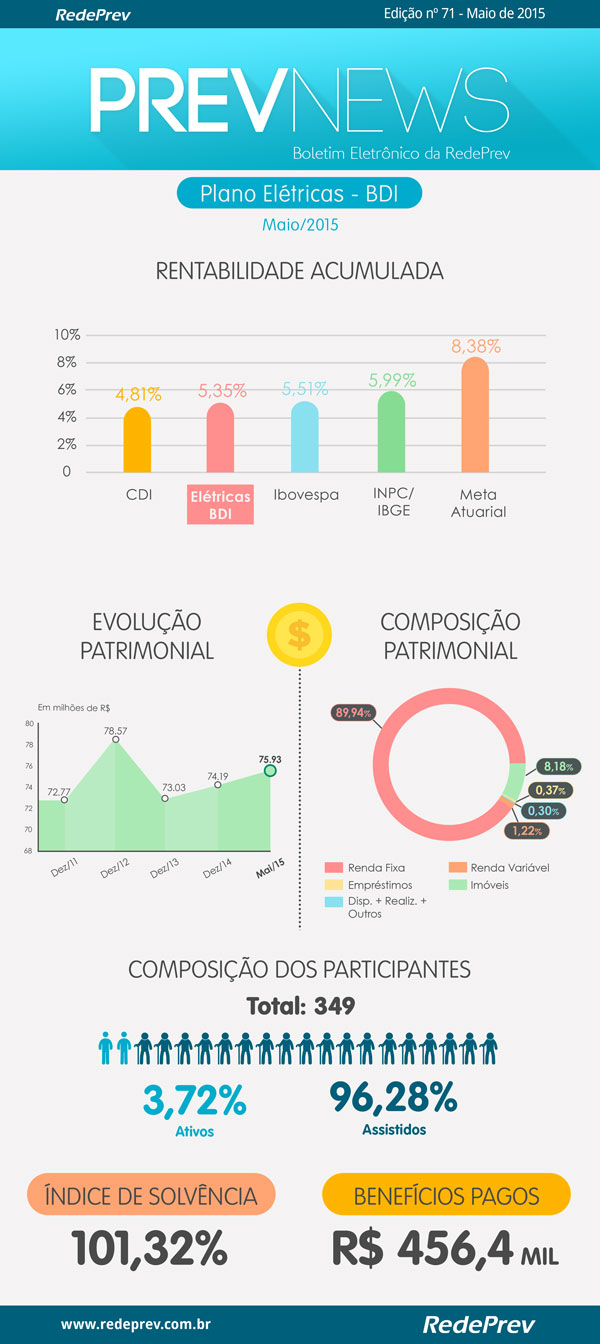 RedePrev
Edição nº 71 - Maio de 2015
PREVNEWS
Boletim Eletrônico da RedePrev
Plano Elétricas - BDI
Maio/2015
RENTABILIDADE ACUMULADA
10%
8%
6%
4%
2%
0
4,81%
5,35%
5,51%
5,99%
8,38%
CDI
Elétricas
BDI
Ibovespa
INPC/
IBGE
Meta
Atuarial
EVOLUÇÃO
PATRIMONIAL
$
COMPOSIÇÃO
PATRIMONIAL
Em milhões de R$
80
78
76
74
72
70
68
72.77
78.57
73.03
74.19
75.93
Dez/11
Dez/12
Dez/13
Dez/14
Mai/15
89,94%
8,18%
0,37%
0,30%
1,22%
Renda Fixa
Renda Variável
Empréstimos
Imóveis
Disp. + Realiz. +
Outros
COMPOSIÇÃO DOS PARTICIPANTES
Total: 349
3,72%
Ativos
96,28%
Assistidos
ÍNDICE DE SOLVÊNCIA
101,32%
BENEFÍCIOS PAGOS
R$ 456,4 MIL
www.redeprev.com.br
RedePrev